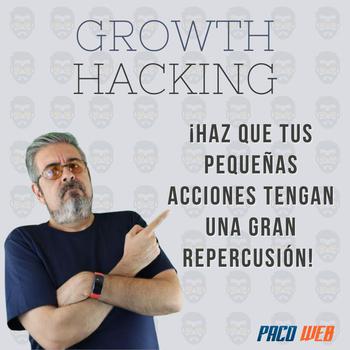 GROWTH
HACKING
¡HAZ QUE TUS
PEQUEÑAS
ACCIONES TENGAN
UNA GRAN
REPERCUSIÓN!
PACO WEB